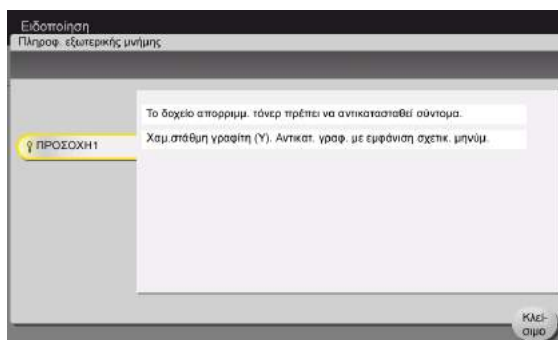 Ειδοποίηση
Πληροφ. εξωτερικής μνήμης
Το δοχείο απορριμμ. τόνερ πρέπει να αντικατασταθεί σύντομα.
ΠΡΟΣΟΧΗ1
Χαμ.στάθμη γραφίτη (Y). Αντικατ. γραφ. με εμφάνιση σχετικ. μηνύμ.
Κλεί-
σιμο